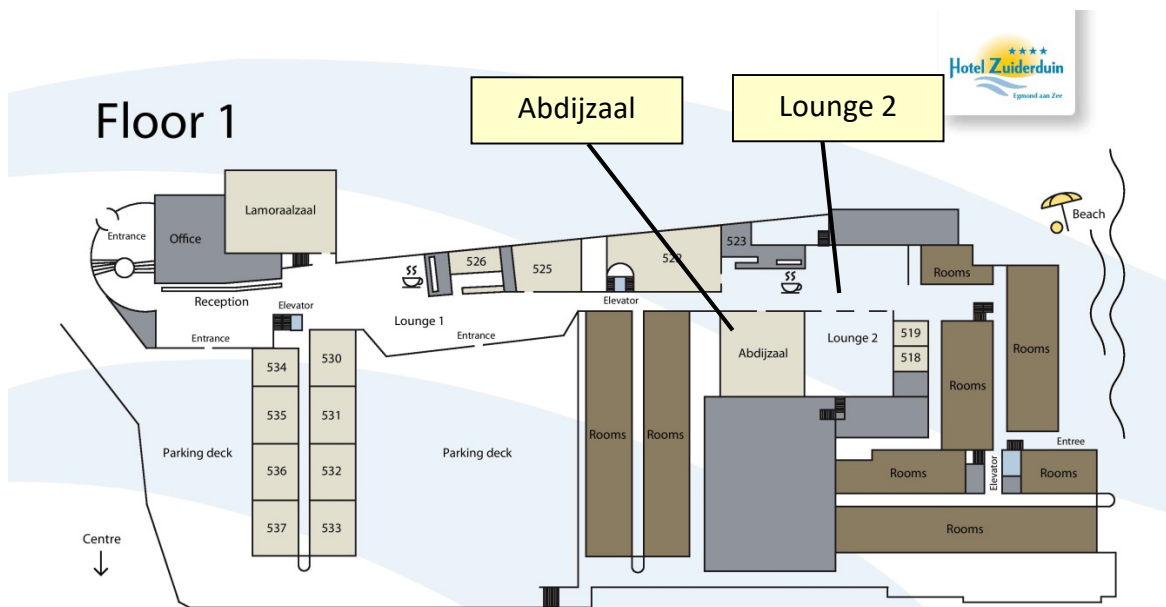 ★★★★
Hotel Zuiderduin
Egmond aan Zee
Floor 1
Abdijzaal
Lounge 2
Lamoraalzaal
Beach
Entrance
Office
523
526
525
522
Rooms
Reception
Elevator
Elevator
Lounge 1
Entrance
Entrance
Abdijzaal
Lounge 2
519
518
Rooms
Rooms
534
530
535
531
Parking deck
Parking deck
Rooms
Rooms
Entree
Elevator
536
532
Rooms
Rooms
537
533
Rooms
Centre